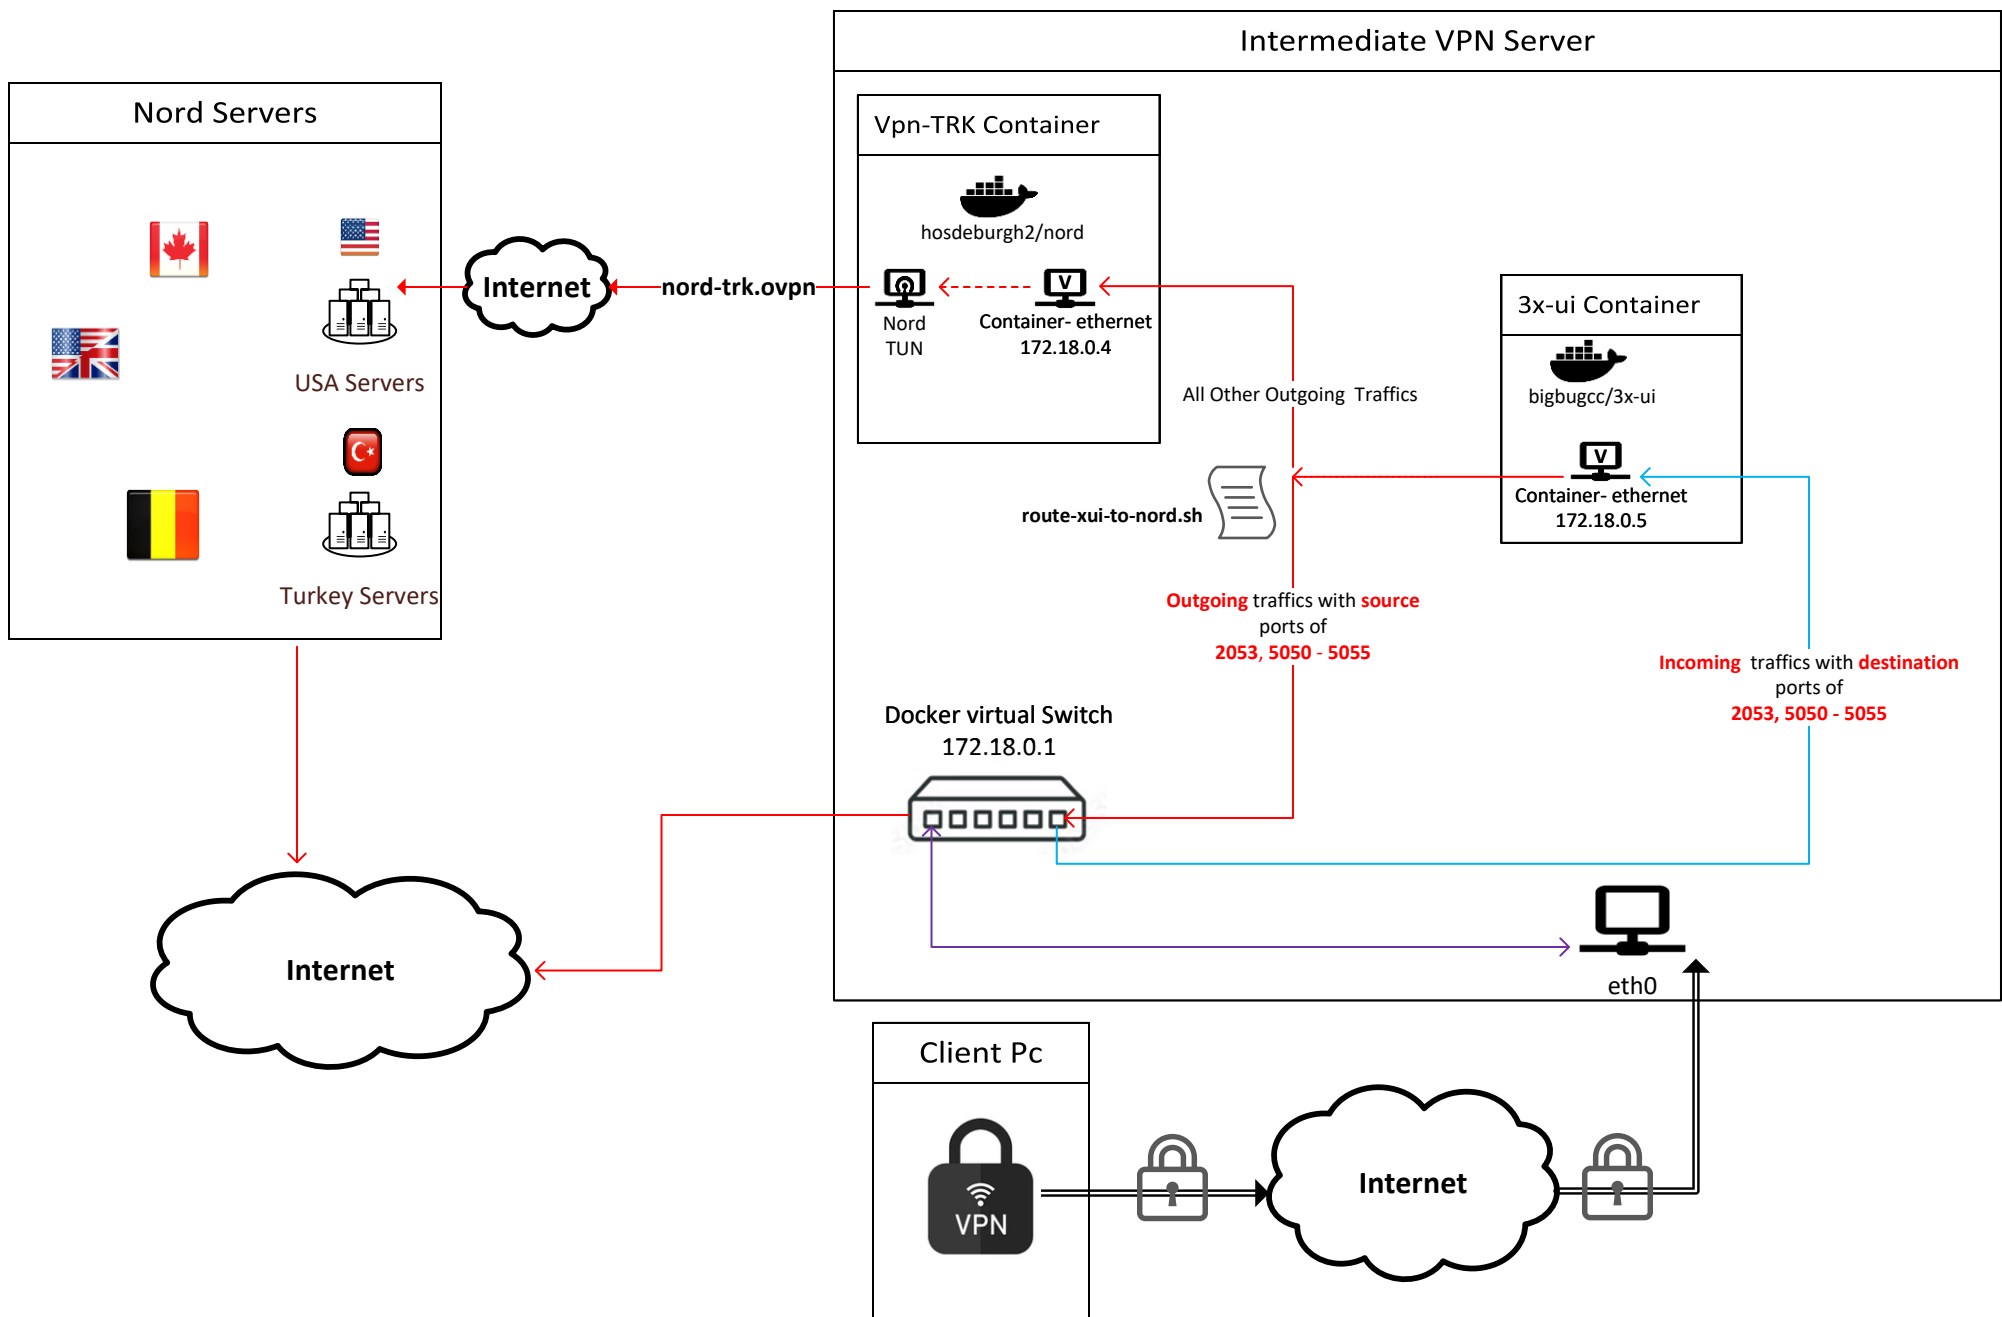 Intermediate VPN Server
Nord Servers
Vpn-TRK Container
hosdeburgh2/nord
Internet
nord-trk.ovpn
V
Nord
TUN
Container- ethernet
172.18.0.4
3x-ui Container
bigbugcc/3x-ui
USA Servers
All Other Outgoing  Traffics
V
Container- ethernet
172.18.0.5
route-xui-to-nord.sh
Turkey Servers
Outgoing traffics with source
ports of
2053, 5050 - 5055
Incoming  traffics with destination
ports of
2053, 5050 - 5055
Docker virtual Switch
172.18.0.1
Internet
eth0
Client Pc
VPN
Internet